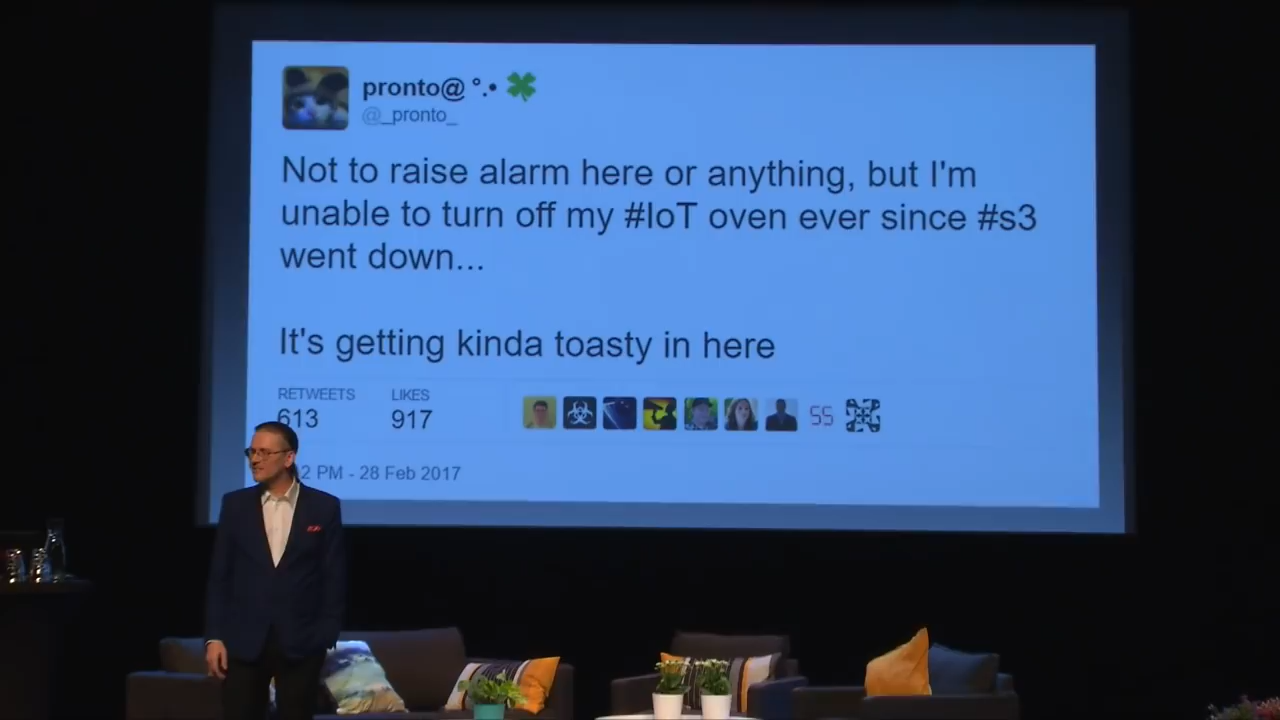 pronto@ °.• 🍀
@_pronto_
Not to raise alarm here or anything, but I'm
unable to turn off my #IoT oven ever since #s3
went down...
It's getting kinda toasty in here
RETWEETS LIKES
613 917
2 PM - 28 Feb 2017